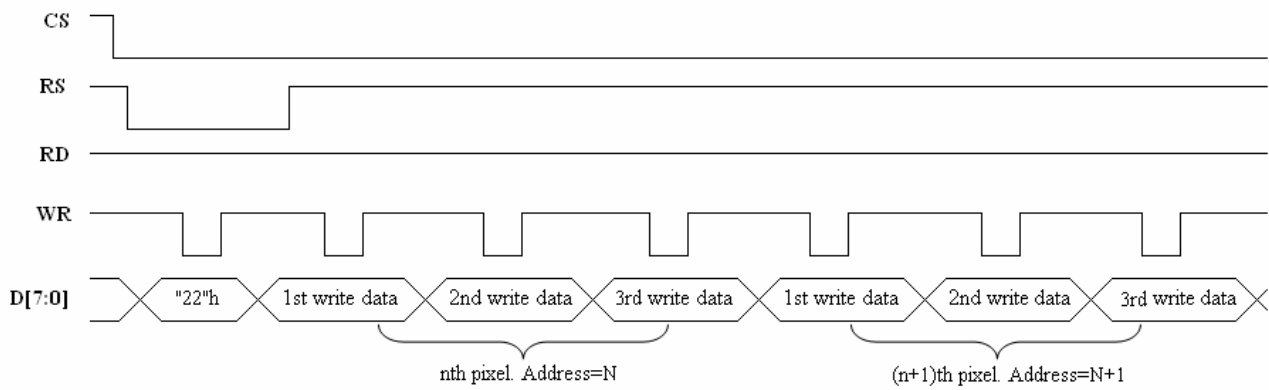 CS
RS
RD
WR
D[7:0] "22"h 1st write data 2nd write data 3rd write data 1st write data 2nd write data 3rd write data
nth pixel. Address=N (n+1)th pixel. Address=N+1